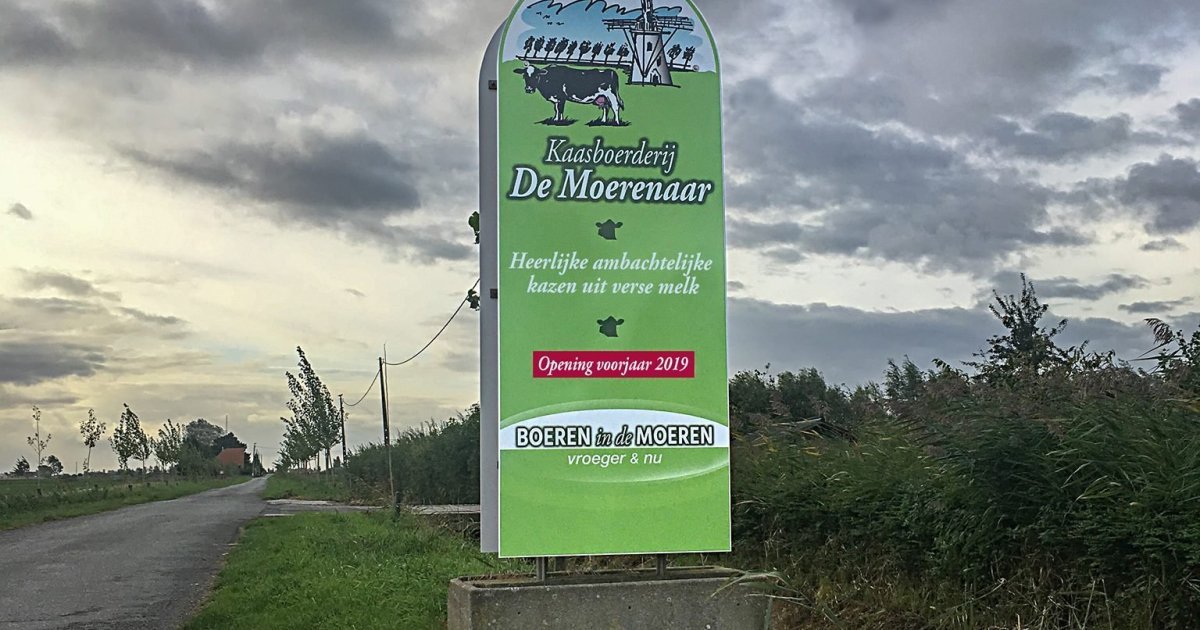 Kaasboerderij
De Moerenaar
Heerlijke ambachtelijke
kazen uit verse melk
Opening voorjaar 2019
BOEREN in de MOEREN
vroeger & nu